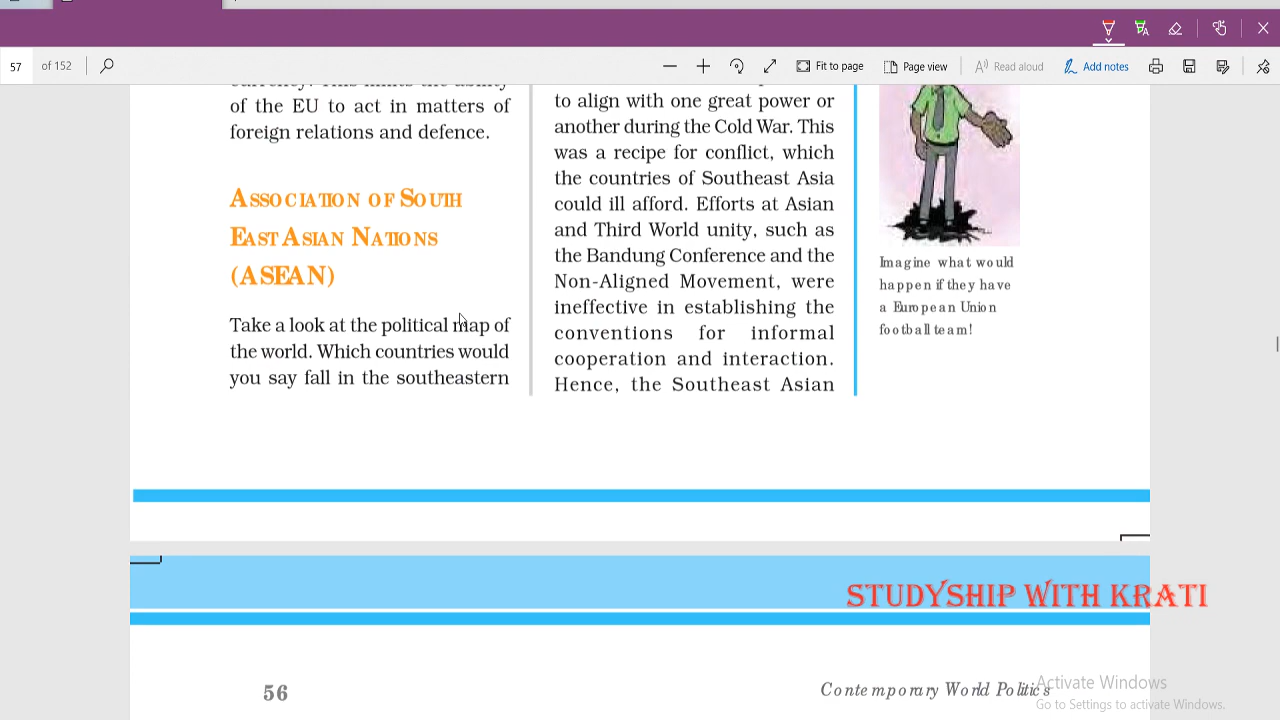 57
of 152
Fit to page
Page view
Read aloud
Add notes
of the EU to act in matters of
foreign relations and defence.
ASSOCIATION OF SOUTH
EAST ASIAN NATIONS
(ASEAN)
Take a look at the political map of
the world. Which countries would
you say fall in the southeastern
to align with one great power or
another during the Cold War. This
was a recipe for conflict, which
the countries of Southeast Asia
could ill afford. Efforts at Asian
and Third World unity, such as
the Bandung Conference and the
Non-Aligned Movement, were
ineffective in establishing the
conventions for informal
cooperation and interaction.
Hence, the Southeast Asian
Imagine what would
happen if they have
a European Union
football team!
STUDYSHIP WITH KRATI
56
Contemporary World Politics
Activate Windows
Go to Settings to activate Windows.